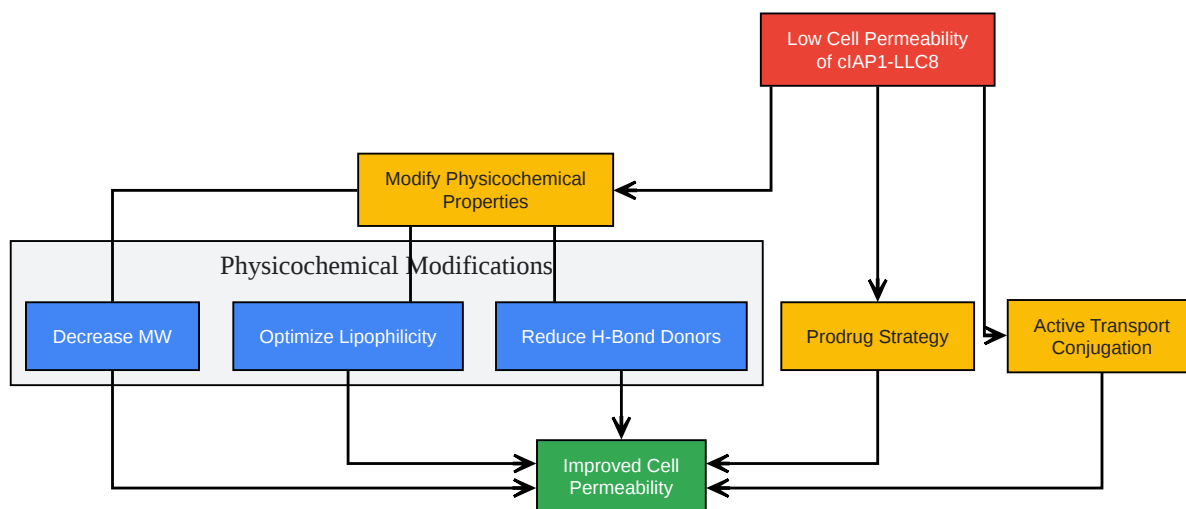 Low Cell Permeability
of cIAP1-LLC8
Modify Physicochemical
Properties
Physicochemical Modifications
Decrease MW
Optimize Lipophilicity
Reduce H-Bond Donors
Prodrug Strategy
Active Transport
Conjugation
Improved Cell
Permeability